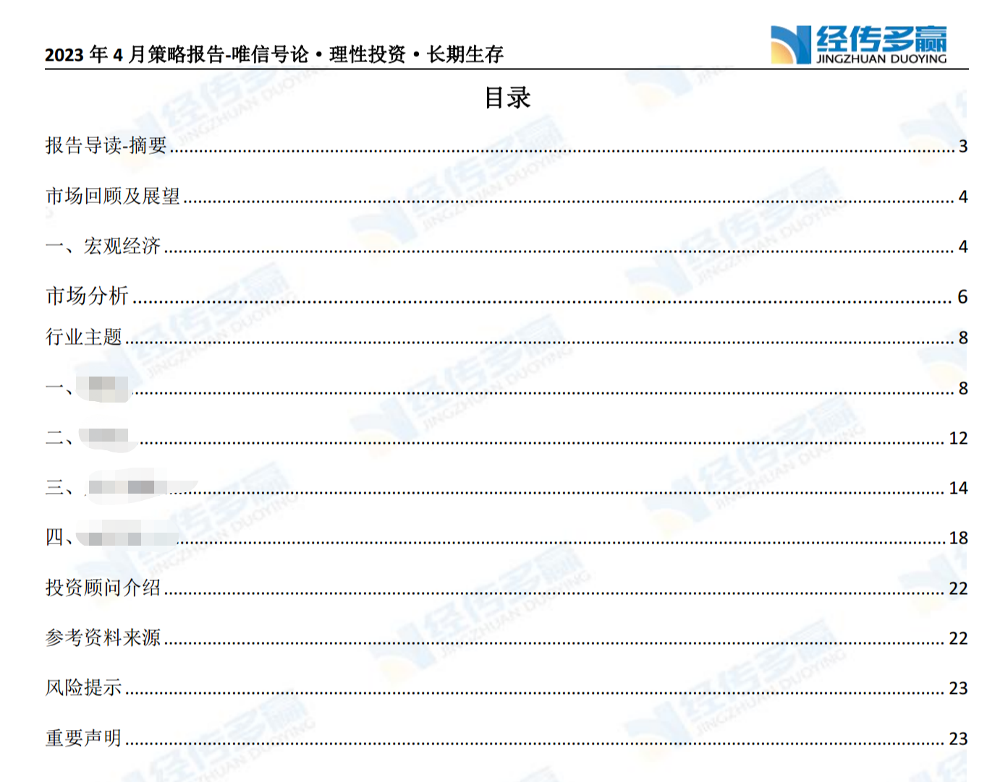 2023 年 4 月策略报告-唯信号论·理性投资·长期生存
经传多赢
JINGZHUAN DUOYING
目录
报告导读-摘要 3
市场回顾及展望 4
一、宏观经济 4
市场分析 6
行业主题 8
一、 8
二、 12
三、 14
四、 18
投资顾问介绍 22
参考资料来源 22
风险提示 23
重要声明 23